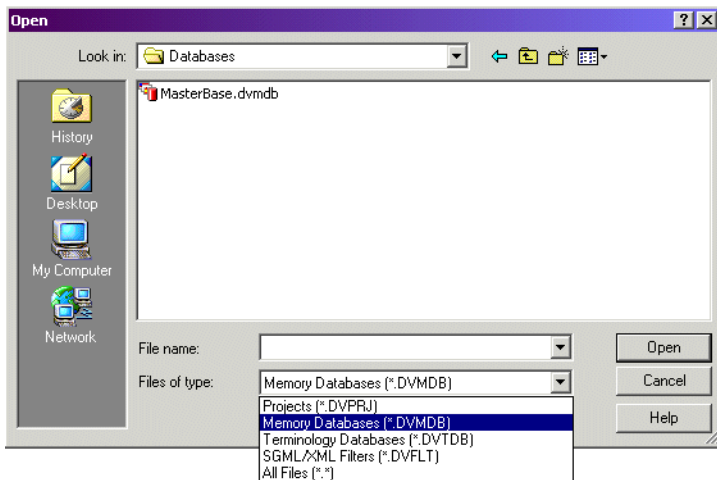 Open
Look in: Databases
MasterBase.dvmdb
History
Desktop
My Computer
Network
File name: Open
Files of type: Memory Databases (*.DVMDB) Cancel
Projects (*.DVPRJ)
Memory Databases (*.DVMDB) Help
Terminology Databases (*.DVTDB)
SGML/XML Filters (*.DVFLT)
All Files (*.*)